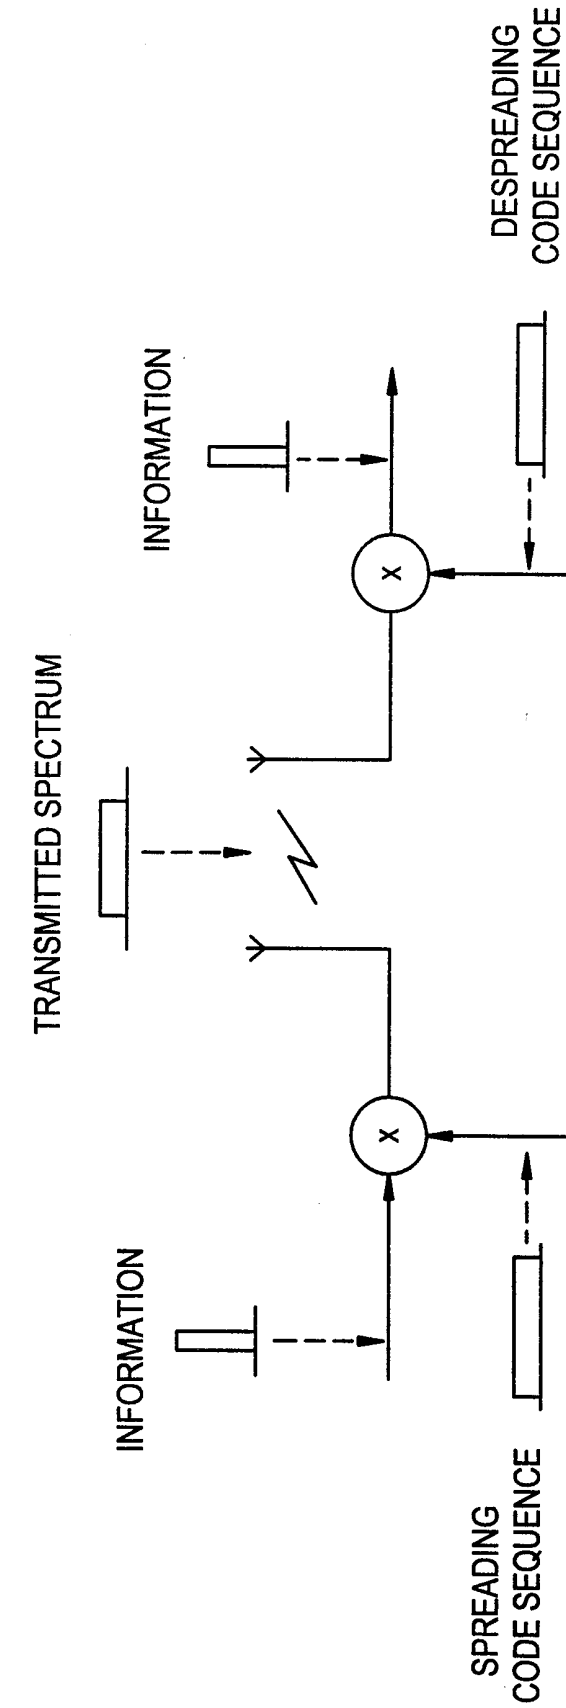 TRANSMITTED SPECTRUM
INFORMATION
INFORMATION
X
X
SPREADING
CODE SEQUENCE
DESPREADING
CODE SEQUENCE